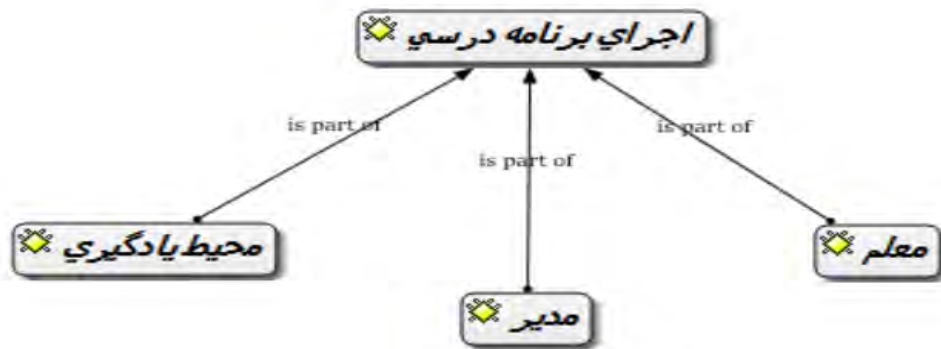 اجراي برنامه درسي
is part of
is part of
is part of
محيط يادگيري
معلم
مدير